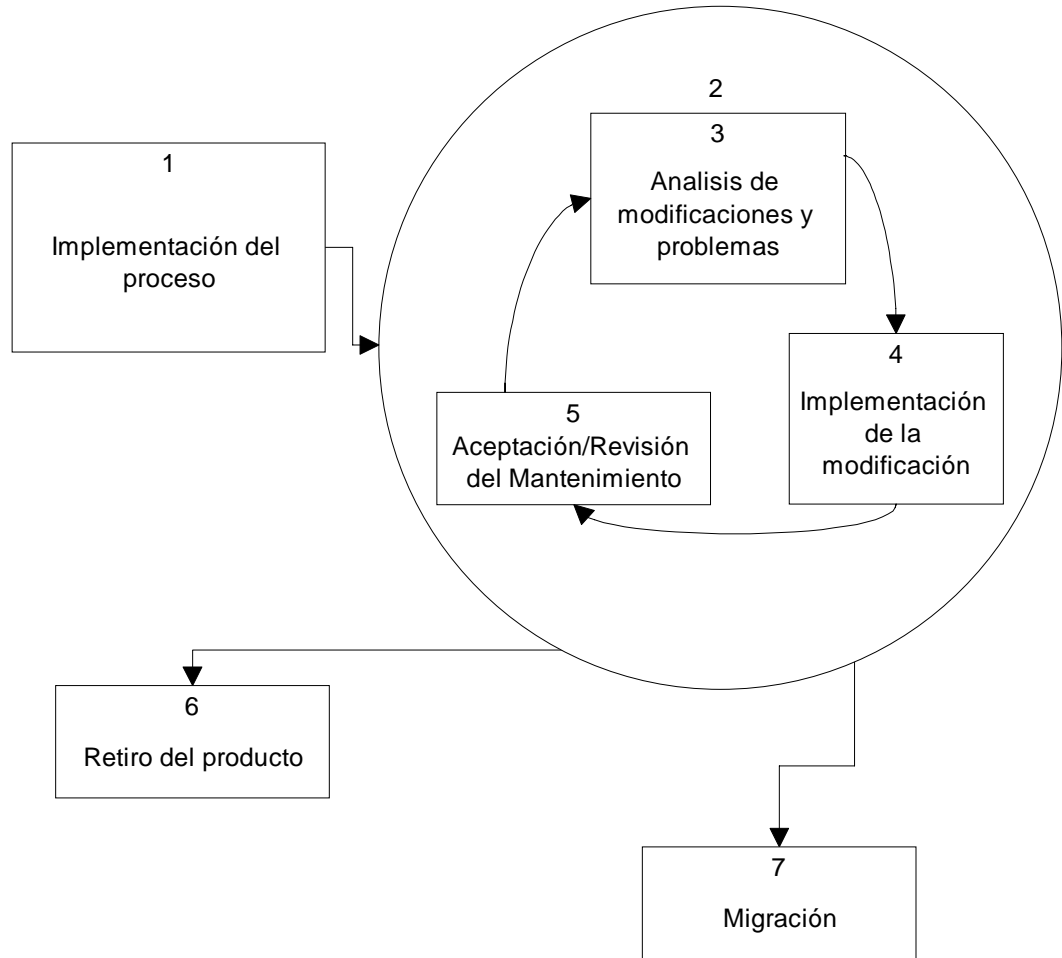 1
Implementación del
proceso
2
3
Analisis de
modificaciones y
problemas
4
Implementación
de la
modificación
5
Aceptación/Revisión
del Mantenimiento
6
Retiro del producto
7
Migración